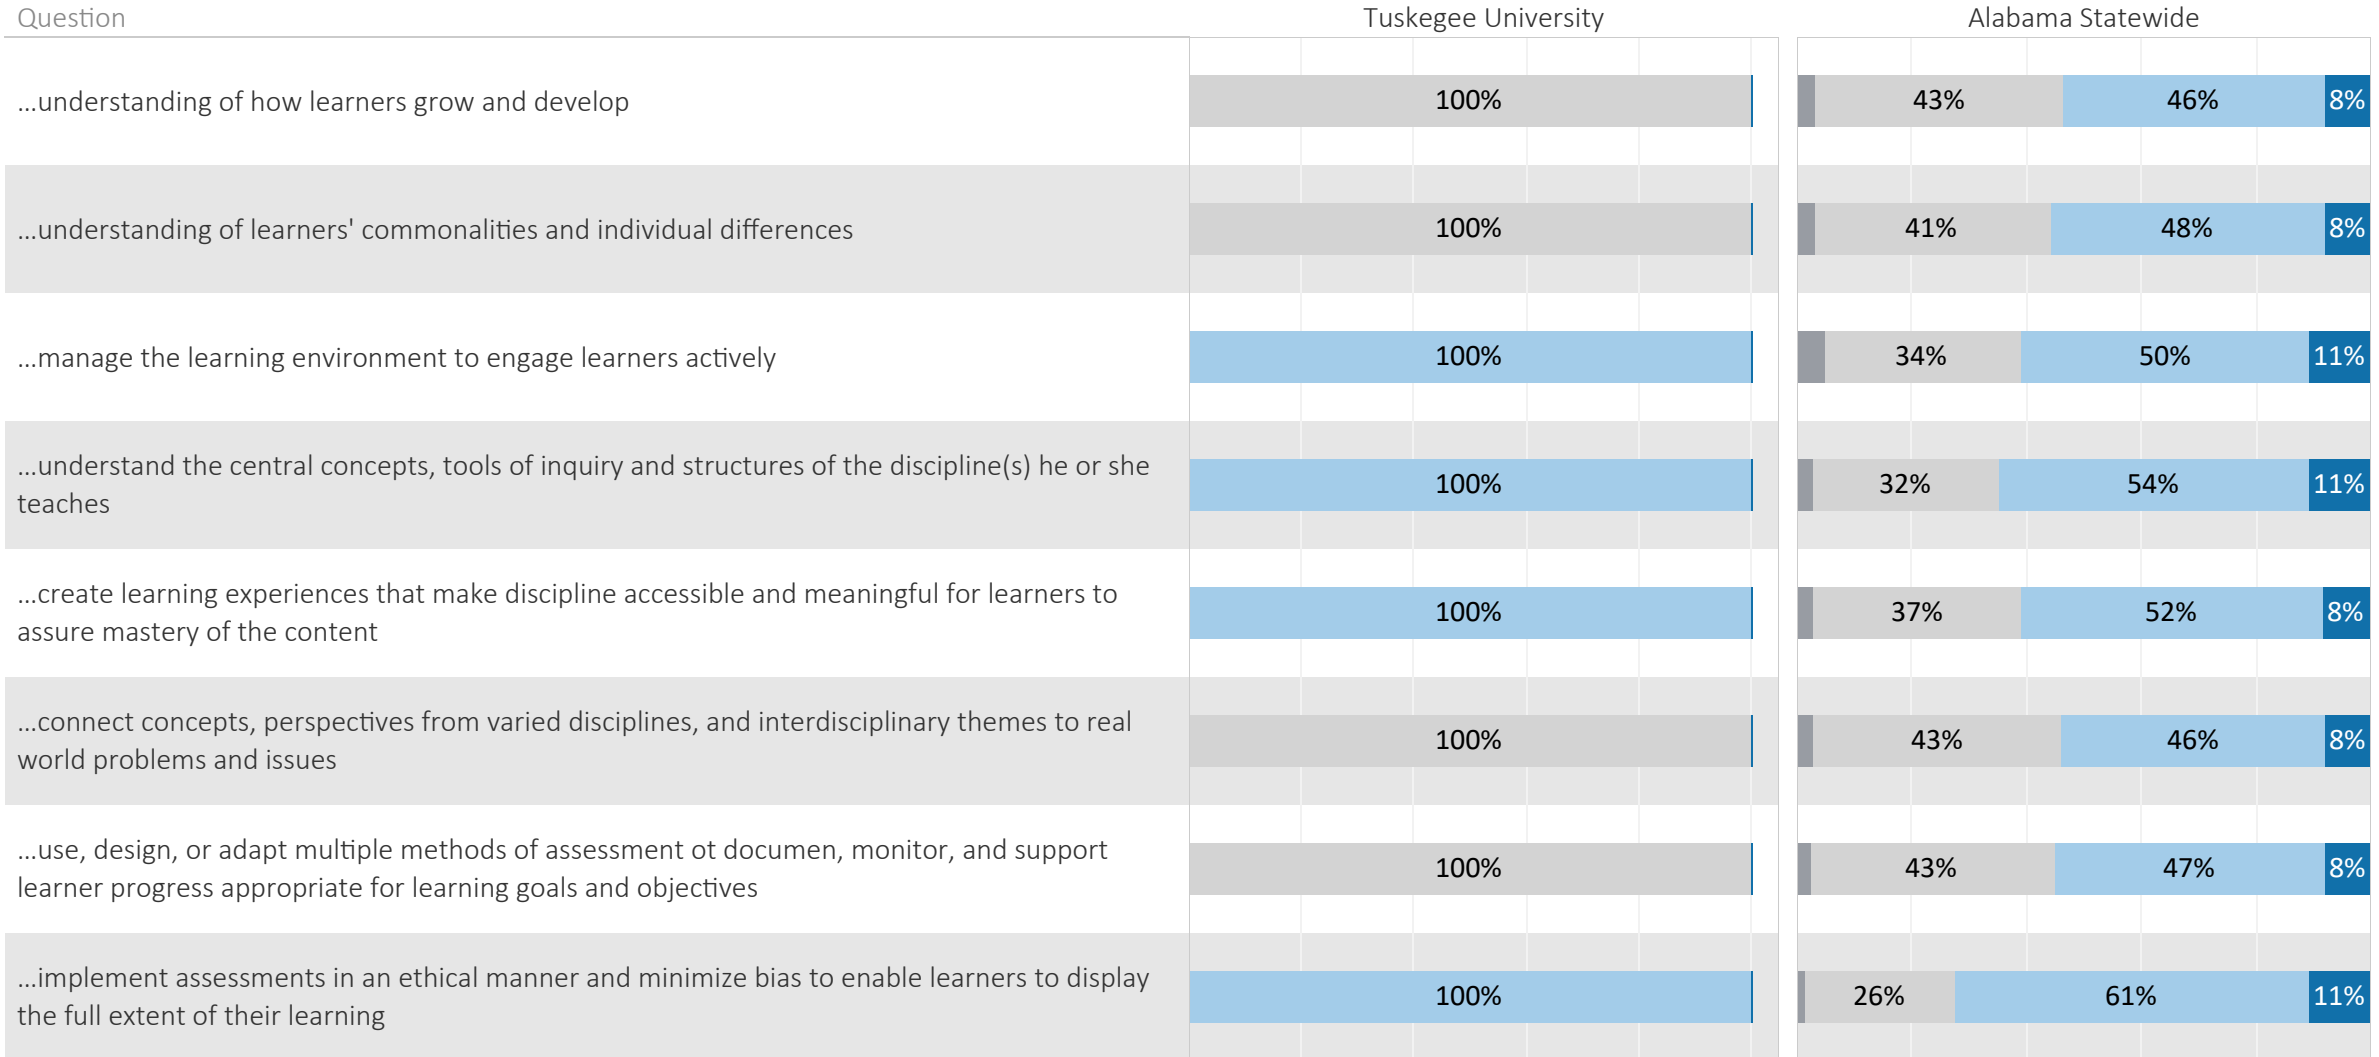 Question Tuskegee University Alabama Statewide
...understanding of how learners grow and develop 100% 43% 46% 8%
...understanding of learners' commonalities and individual differences 100% 41% 48% 8%
...manage the learning environment to engage learners actively 100% 34% 50% 11%
...understand the central concepts, tools of inquiry and structures of the discipline(s) he or she
teaches
100% 32% 54% 11%
...create learning experiences that make discipline accessible and meaningful for learners to
assure mastery of the content
100% 37% 52% 8%
...connect concepts, perspectives from varied disciplines, and interdisciplinary themes to real
world problems and issues
100% 43% 46% 8%
...use, design, or adapt multiple methods of assessment ot documen, monitor, and support
learner progress appropriate for learning goals and objectives
100% 43% 47% 8%
...implement assessments in an ethical manner and minimize bias to enable learners to display
the full extent of their learning
100% 26% 61% 11%